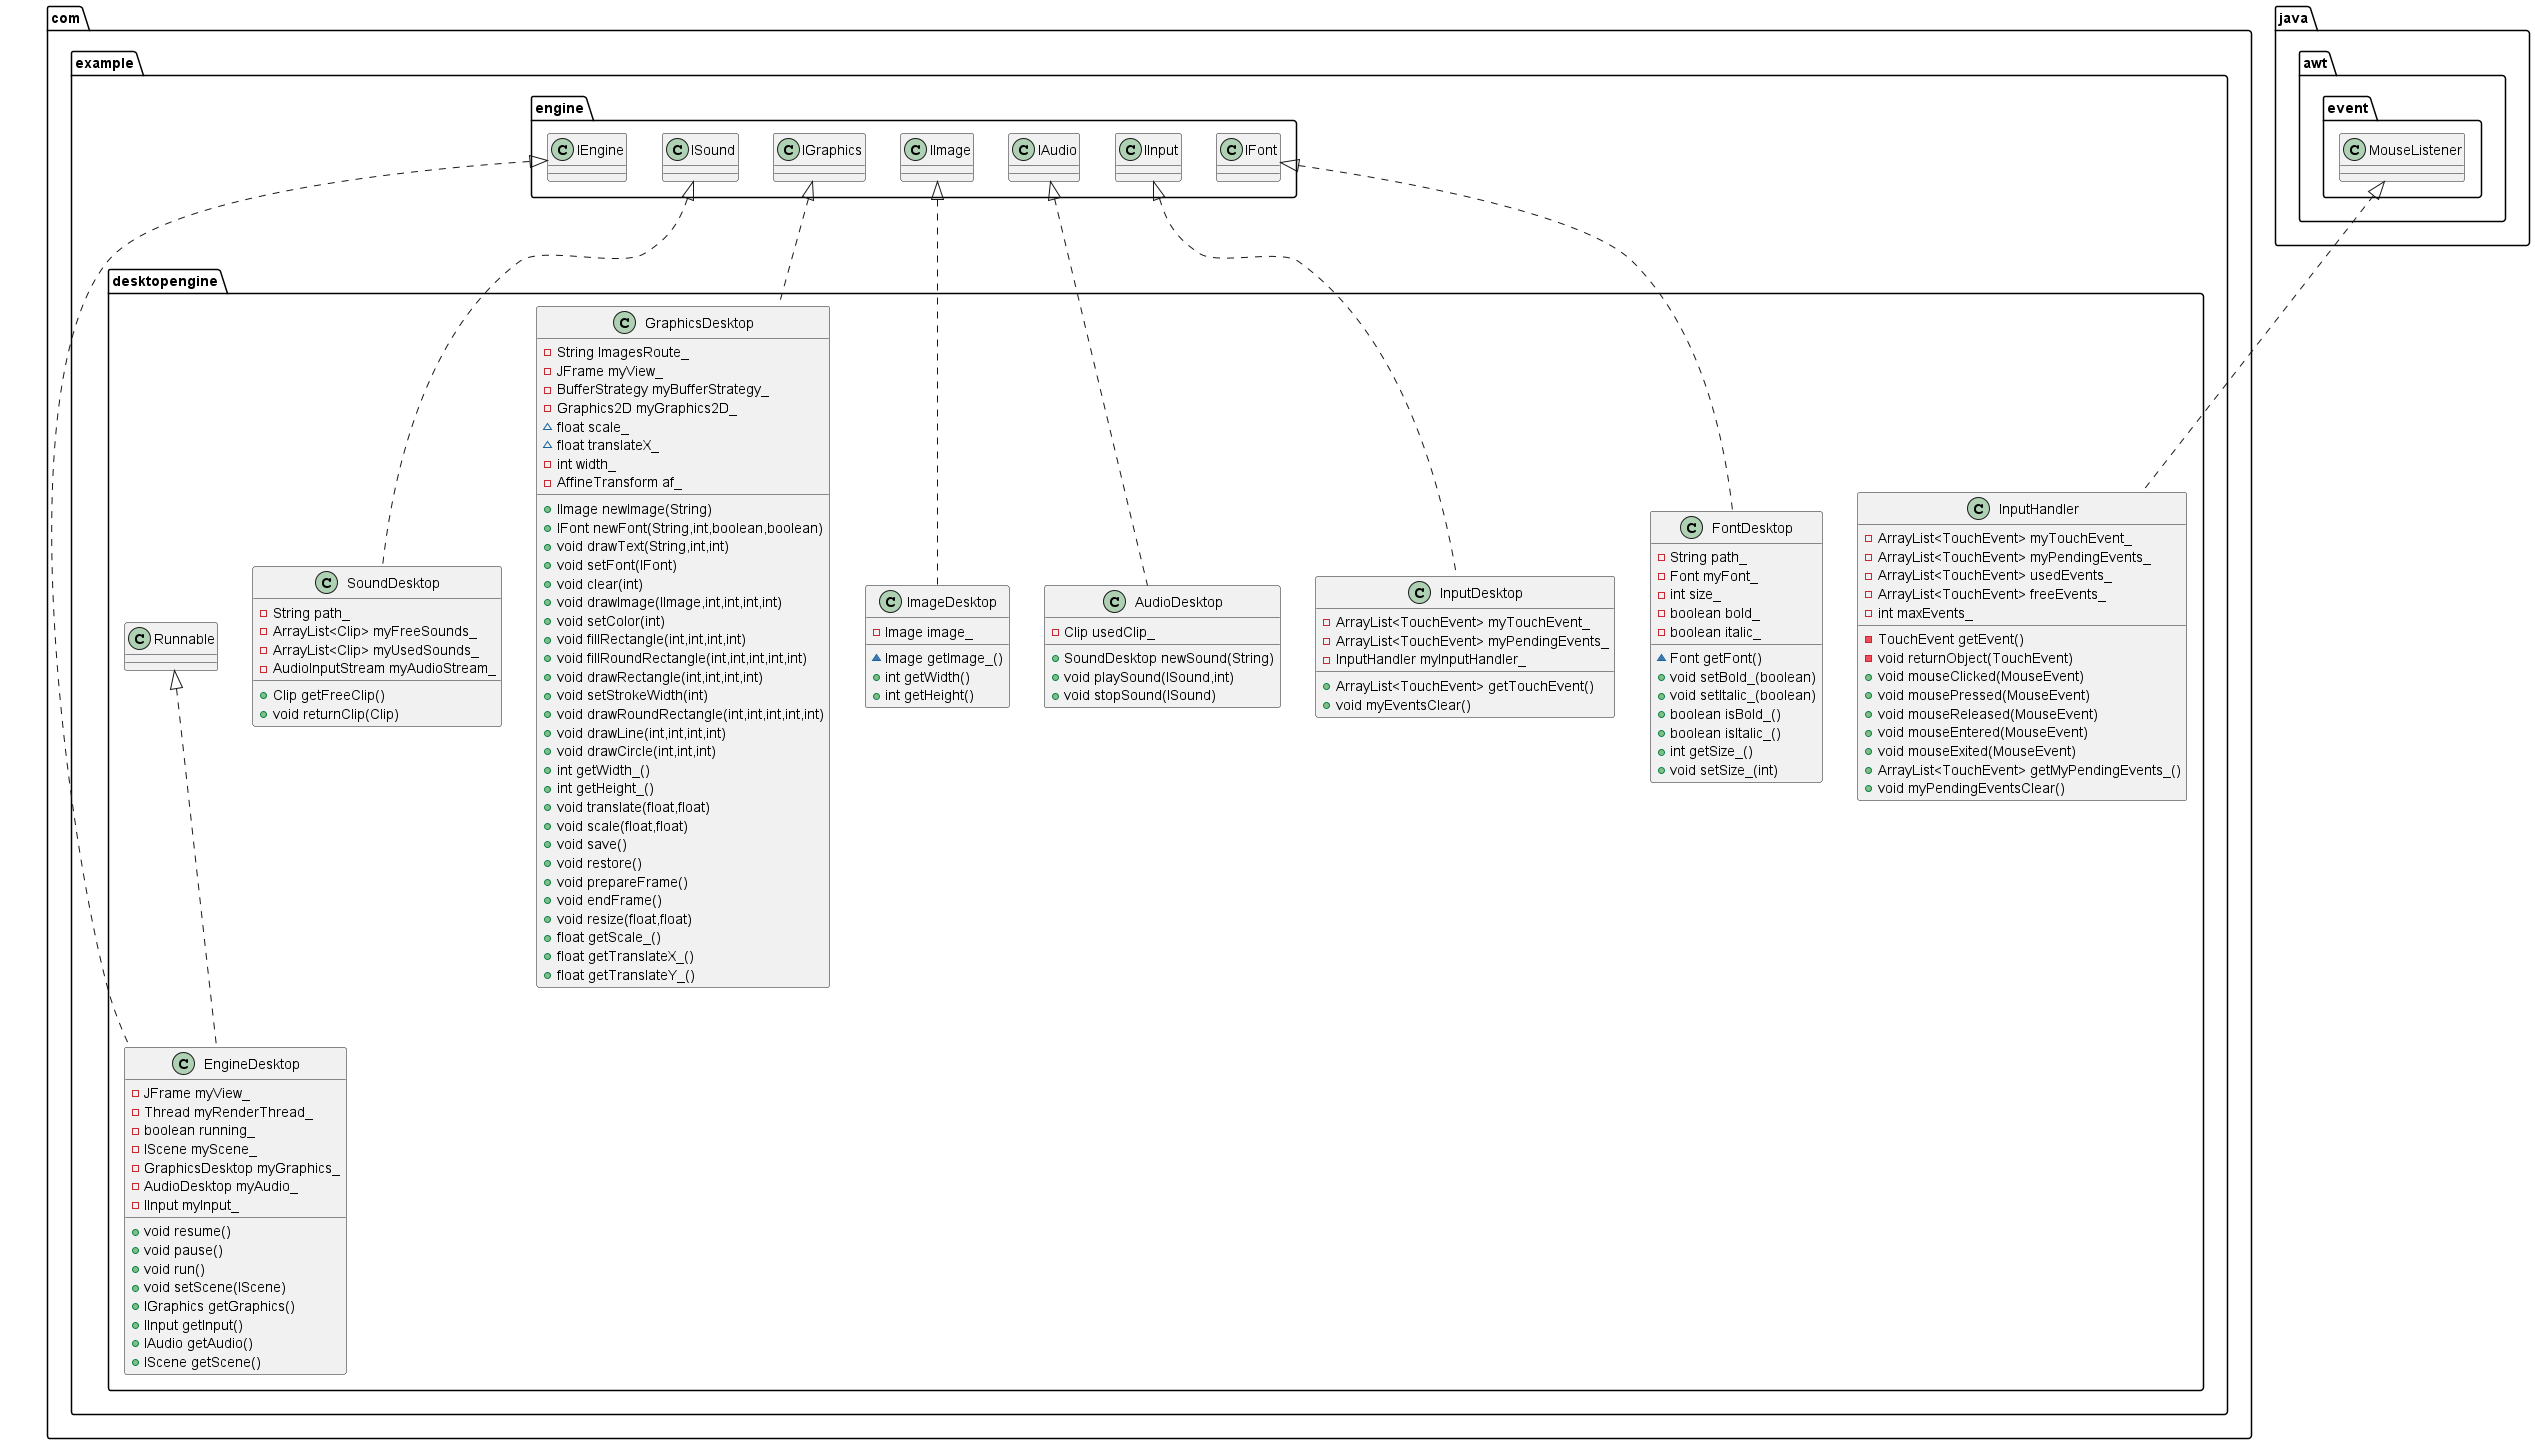 com
java
example
awt
engine
event
C IEngine
C ISound
C IGraphics
C IImage
C IAudio
C IInput
C IFont
C MouseListener
desktopengine
C GraphicsDesktop
String ImagesRoute_
JFrame myView_
BufferStrategy myBufferStrategy_
Graphics2D myGraphics2D_
float scale_
float translateX_
int width_
AffineTransform af_
IImage newImage(String)
IFont newFont(String,int,boolean,boolean)
void drawText(String,int,int)
void setFont(IFont)
void clear(int)
void drawImage(IImage,int,int,int,int)
void setColor(int)
void fillRectangle(int,int,int,int)
void fillRoundRectangle(int,int,int,int,int)
void drawRectangle(int,int,int,int)
void setStrokeWidth(int)
void drawRoundRectangle(int,int,int,int,int)
void drawLine(int,int,int,int)
void drawCircle(int,int,int)
int getWidth_()
int getHeight_()
void translate(float,float)
void scale(float,float)
void save()
void restore()
void prepareFrame()
void endFrame()
void resize(float,float)
float getScale_()
float getTranslateX_()
float getTranslateY_()
C Runnable
C SoundDesktop
String path_
ArrayList<Clip> myFreeSounds_
ArrayList<Clip> myUsedSounds_
AudioInputStream myAudioStream_
Clip getFreeClip()
void returnClip(Clip)
C ImageDesktop
Image image_
Image getImage_()
int getWidth()
int getHeight()
C AudioDesktop
Clip usedClip_
SoundDesktop newSound(String)
void playSound(ISound,int)
void stopSound(ISound)
C InputDesktop
ArrayList<TouchEvent> myTouchEvent_
ArrayList<TouchEvent> myPendingEvents_
InputHandler myInputHandler_
ArrayList<TouchEvent> getTouchEvent()
void myEventsClear()
C FontDesktop
String path_
Font myFont_
int size_
boolean bold_
boolean italic_
Font getFont()
void setBold_(boolean)
void setItalic_(boolean)
boolean isBold_()
boolean isItalic_()
int getSize_()
void setSize_(int)
C InputHandler
ArrayList<TouchEvent> myTouchEvent_
ArrayList<TouchEvent> myPendingEvents_
ArrayList<TouchEvent> usedEvents_
ArrayList<TouchEvent> freeEvents_
int maxEvents_
TouchEvent getEvent()
void returnObject(TouchEvent)
void mouseClicked(MouseEvent)
void mousePressed(MouseEvent)
void mouseReleased(MouseEvent)
void mouseEntered(MouseEvent)
void mouseExited(MouseEvent)
ArrayList<TouchEvent> getMyPendingEvents_()
void myPendingEventsClear()
C EngineDesktop
JFrame myView_
Thread myRenderThread_
boolean running_
IScene myScene_
GraphicsDesktop myGraphics_
AudioDesktop myAudio_
IInput myInput_
void resume()
void pause()
void run()
void setScene(IScene)
IGraphics getGraphics()
IInput getInput()
IAudio getAudio()
IScene getScene()